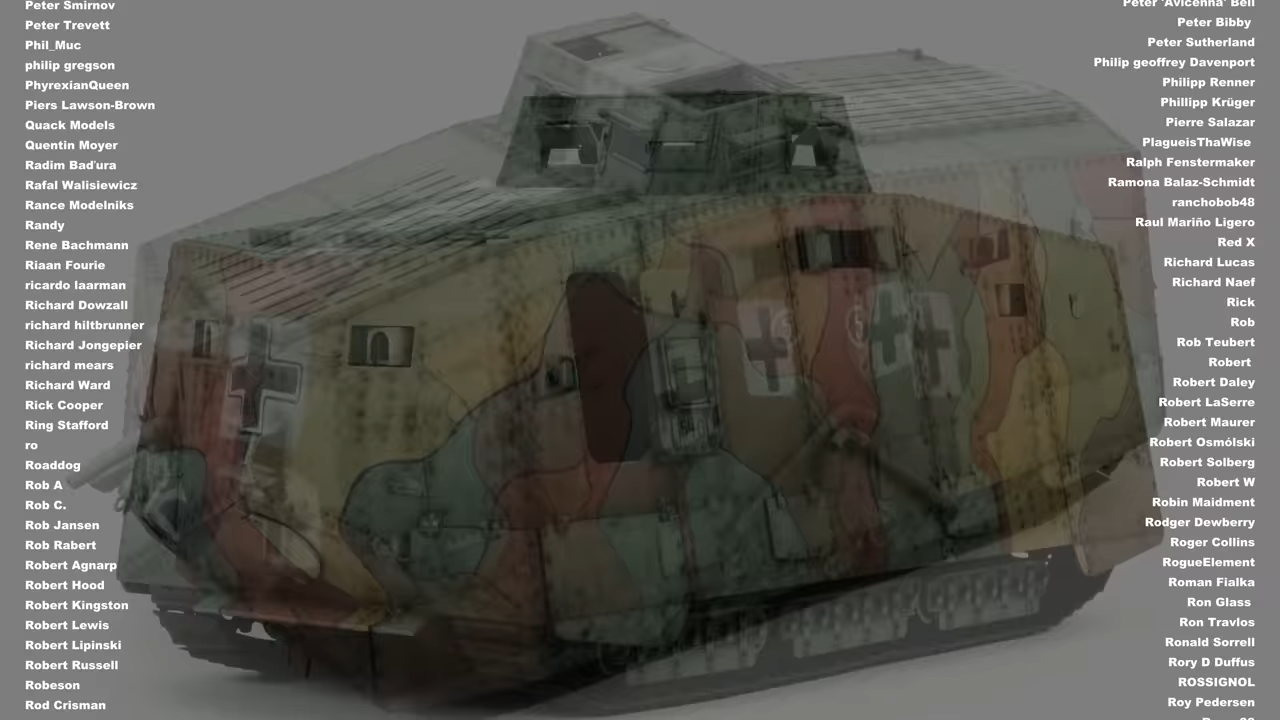 Peter Smirnov
Peter Trevett
Phil_Muc
philip gregson
PhyrexianQueen
Piers Lawson-Brown
Quack Models
Quentin Moyer
Radim Baďura
Rafal Walisiewicz
Rance Modelniks
Randy
Rene Bachmann
Riaan Fourie
ricardo laarman
Richard Dowzall
richard hiltbrunner
Richard Jongepier
richard mears
Richard Ward
Rick Cooper
Ring Stafford
ro
Roaddog
Rob A
Rob C.
Rob Jansen
Rob Rabert
Robert Agnarp
Robert Hood
Robert Kingston
Robert Lewis
Robert Lipinski
Robert Russell
Robeson
Rod Crisman
Peter 'Avicenna' Bell
Peter Bibby
Peter Sutherland
Philip geoffrey Davenport
Philipp Renner
Phillipp Krüger
Pierre Salazar
PlagueisThaWise
Ralph Fenstermaker
Ramona Balaz-Schmidt
ranchobob48
Raul Mariño Ligero
Red X
Richard Lucas
Richard Naef
Rick
Rob
Rob Teubert
Robert
Robert Daley
Robert LaSerre
Robert Maurer
Robert Osmólski
Robert Solberg
Robert W
Robin Maidment
Rodger Dewberry
Roger Collins
RogueElement
Roman Fialka
Ron Glass
Ron Travlos
Ronald Sorrell
Rory D Duffus
ROSSIGNOL
Roy Pedersen